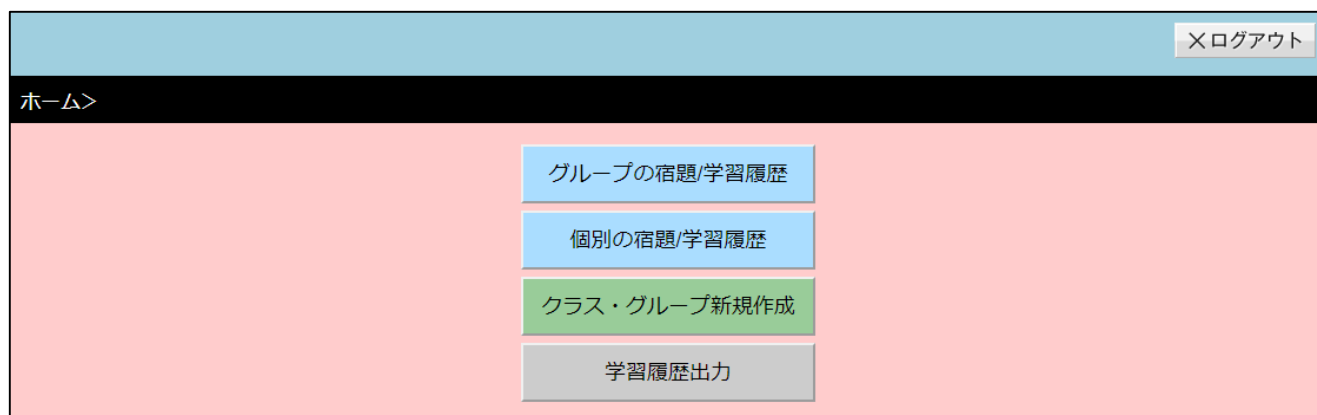 ×ログアウト
ホーム>
グループの宿題/学習履歴
個別の宿題/学習履歴
クラス・グループ新規作成
学習履歴出力